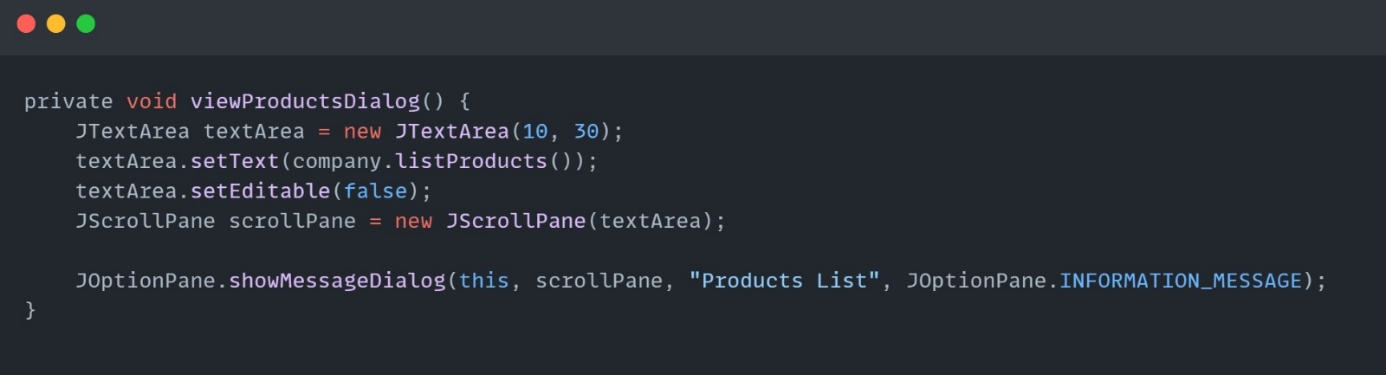 private void viewProductsDialog() {
    JTextArea textArea = new JTextArea(10, 30);
    textArea.setText(company.listProducts());
    textArea.setEditable(false);
    JScrollPane scrollPane = new JScrollPane(textArea);
    JOptionPane.showMessageDialog(this, scrollPane, "Products List", JOptionPane.INFORMATION_MESSAGE);
}